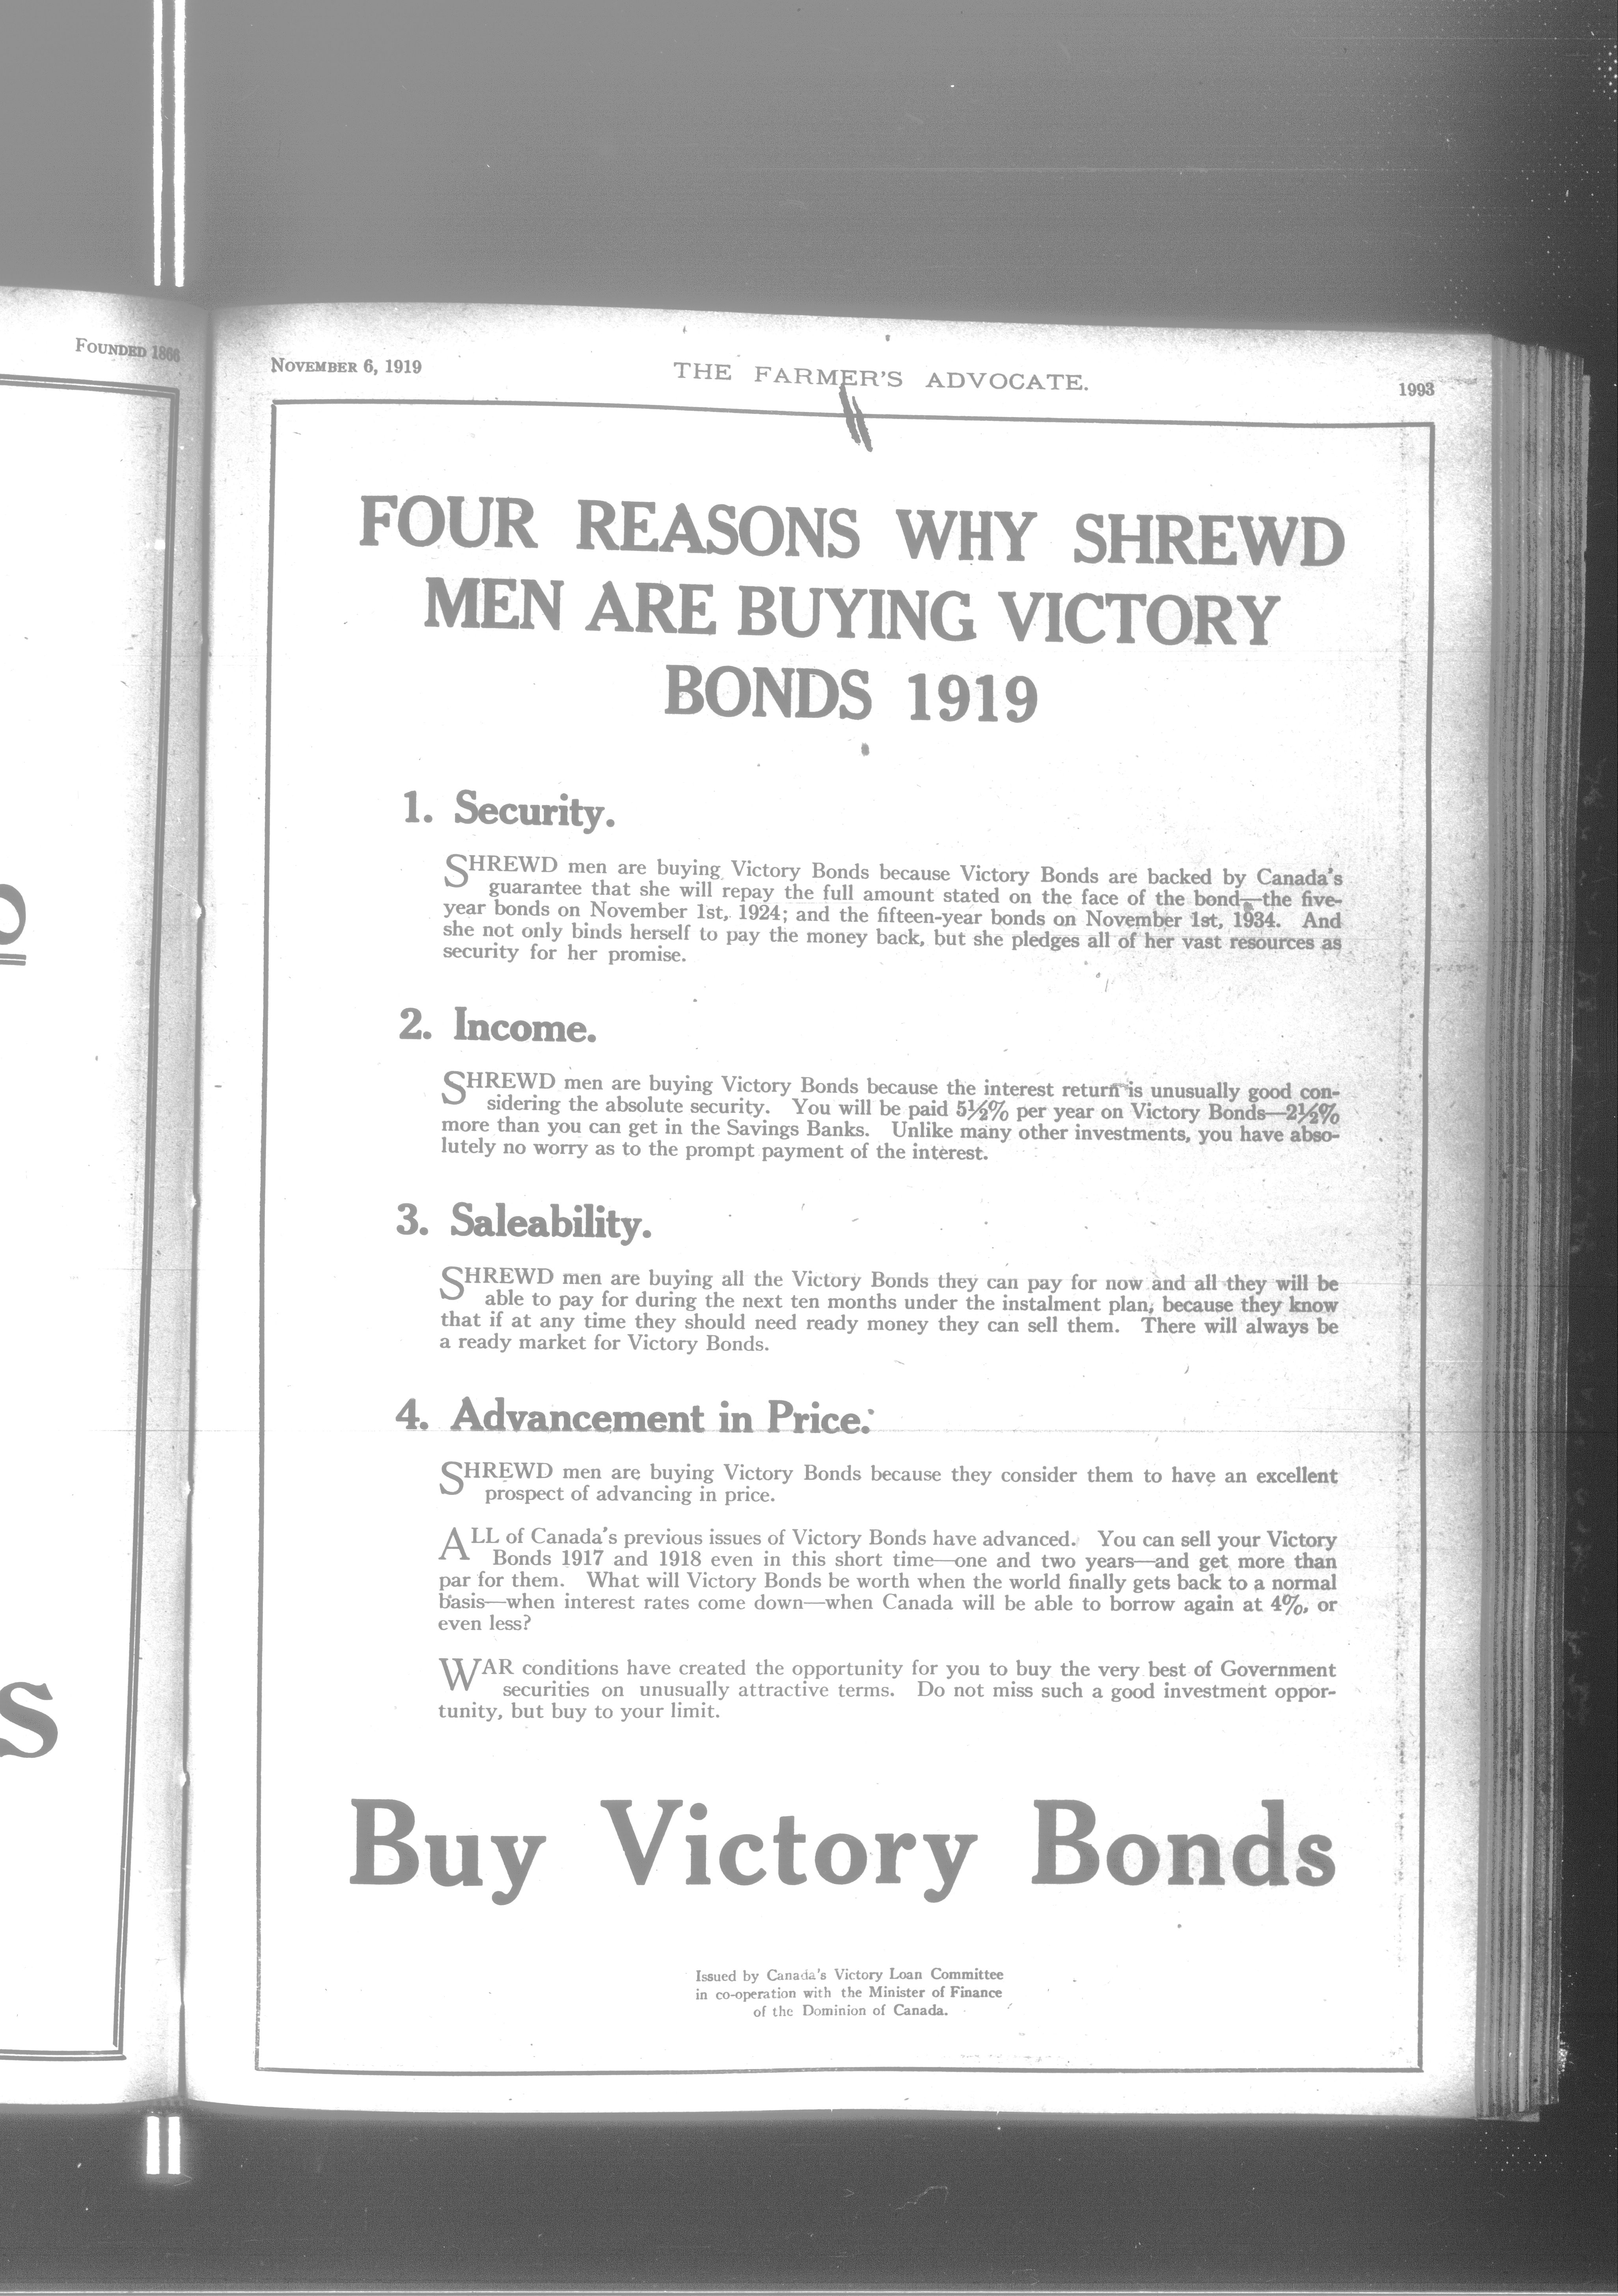 FOUNDED 1866
NOVEMBER 6, 1919
THE FARMER'S ADVOCATE.
1993
FOUR REASONS WHY SHREWD
MEN ARE BUYING VICTORY
BONDS 1919
1. Security.
SHREWD men are buying Victory Bonds because Victory Bonds are backed by Canada's
guarantee that she will repay the full amount stated on the face of the bond—the five-
year bonds on November 1st, 1924; and the fifteen-year bonds on November 1st, 1934. And
she not only binds herself to pay the money back, but she pledges all of her vast resources as
security for her promise.
2. Income.
SHREWD men are buying Victory Bonds because the interest return is unusually good con-
sidering the absolute security. You will be paid 5½% per year on Victory Bonds—2½%
more than you can get in the Savings Banks. Unlike many other investments, you have abso-
lutely no worry as to the prompt payment of the interest.
3. Saleability.
SHREWD men are buying all the Victory Bonds they can pay for now and all they will be
able to pay for during the next ten months under the instalment plan, because they know
that if at any time they should need ready money they can sell them. There will always be
a ready market for Victory Bonds.
4. Advancement in Price.
SHREWD men are buying Victory Bonds because they consider them to have an excellent
prospect of advancing in price.
ALL of Canada's previous issues of Victory Bonds have advanced. You can sell your Victory
Bonds 1917 and 1918 even in this short time—one and two years—and get more than
par for them. What will Victory Bonds be worth when the world finally gets back to a normal
basis—when interest rates come down—when Canada will be able to borrow again at 4%, or
even less?
WAR conditions have created the opportunity for you to buy the very best of Government
securities on unusually attractive terms. Do not miss such a good investment oppor-
tunity, but buy to your limit.
Buy Victory Bonds
Issued by Canada's Victory Loan Committee
in co-operation with the Minister of Finance
of the Dominion of Canada.